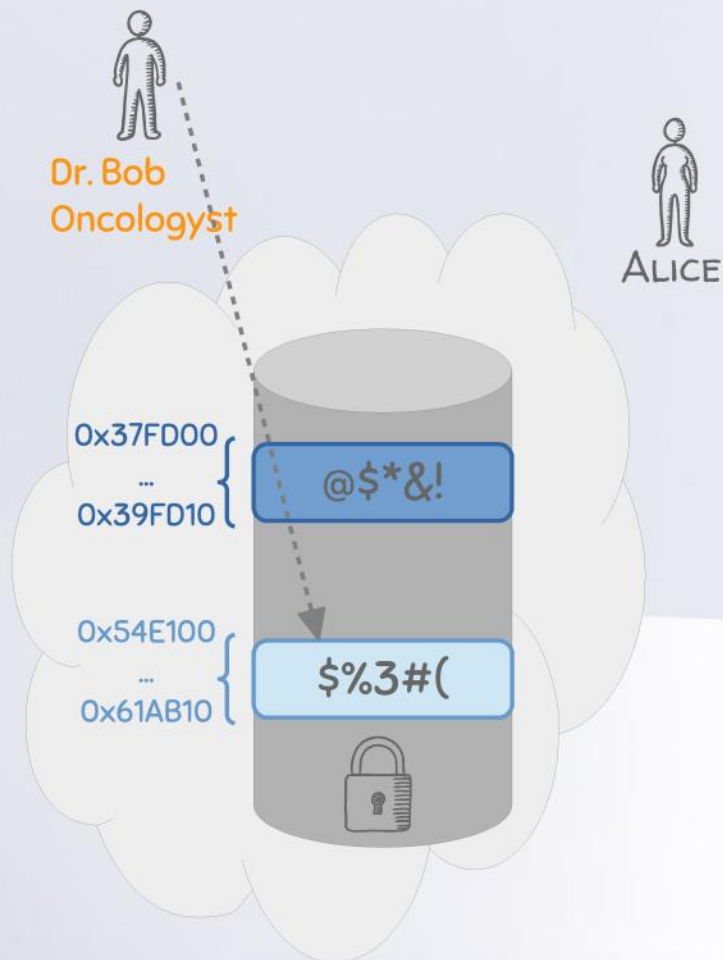 Dr. Bob
Oncologyst
ALICE
0x37FD00
...
0x39FD10
@$*&!
0x54E100
...
0x61AB10
$%3#(